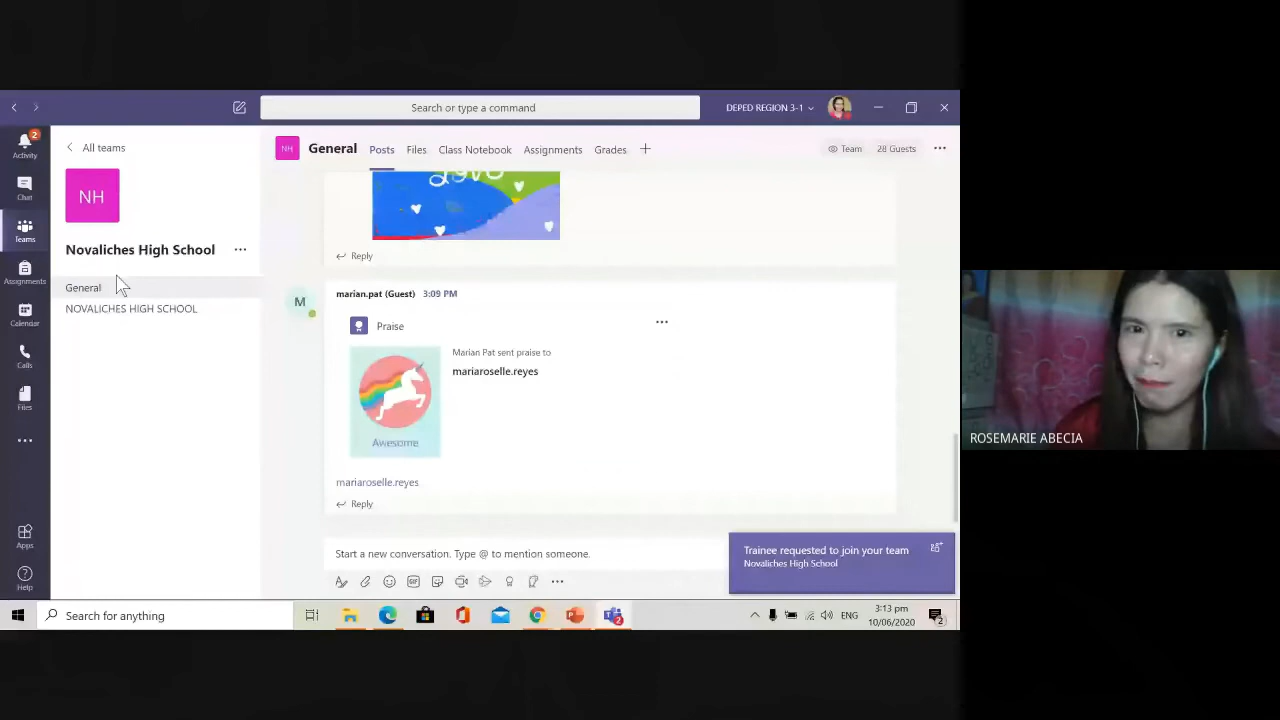 Search or type a command
DEPED REGION 3-1
2
Activity
Chat
Teams
Assignments
Calendar
Calls
Files
Apps
Help
All teams
NH
Novaliches High School
General
NOVALICHES HIGH SCHOOL
NH
General
Posts
Files
Class Notebook
Assignments
Grades
Team
28 Guests
Reply
M
marian.pat (Guest) 3:09 PM
Praise
Marian Pat sent praise to
mariaroselle.reyes
Awesome
mariaroselle.reyes
Reply
Start a new conversation. Type @ to mention someone.
GIF
Trainee requested to join your team
Novaliches High School
ROSEMARIE ABECIA
Search for anything
2
ENG
3:13 pm
10/06/2020
2